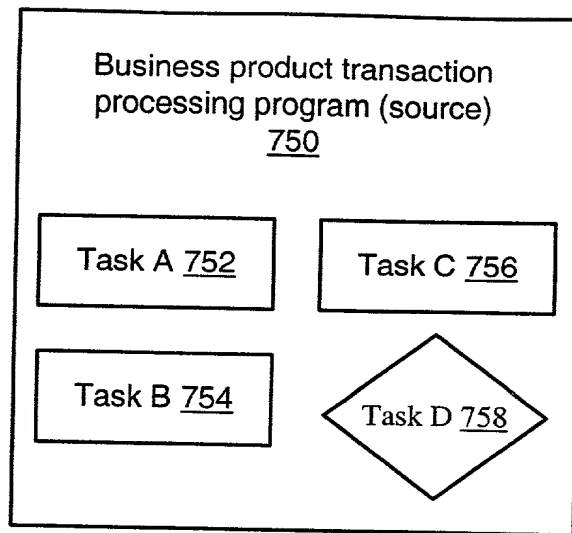 Business product transaction
processing program (source)
750
Task A 752
Task C 756
Task B 754
Task D 758